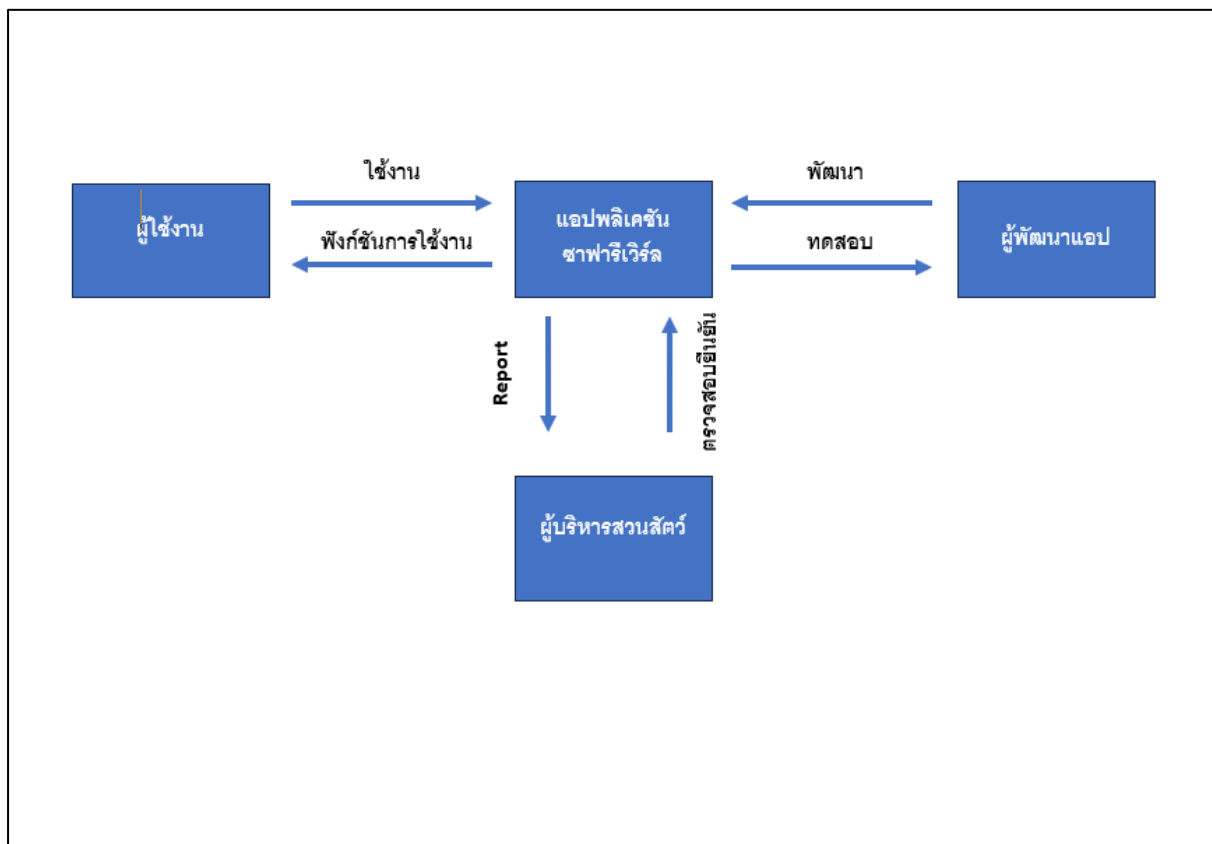 ใช้งาน
พัฒนา
ผู้ใช้งาน
แอปพลิเคชัน
ซาฟารีเวิร์ล
ผู้พัฒนาแอป
ฟังก์ชันการใช้งาน
ทดสอบ
Report
ตรวจสอบยืนยัน
ผู้บริหารสวนสัตว์